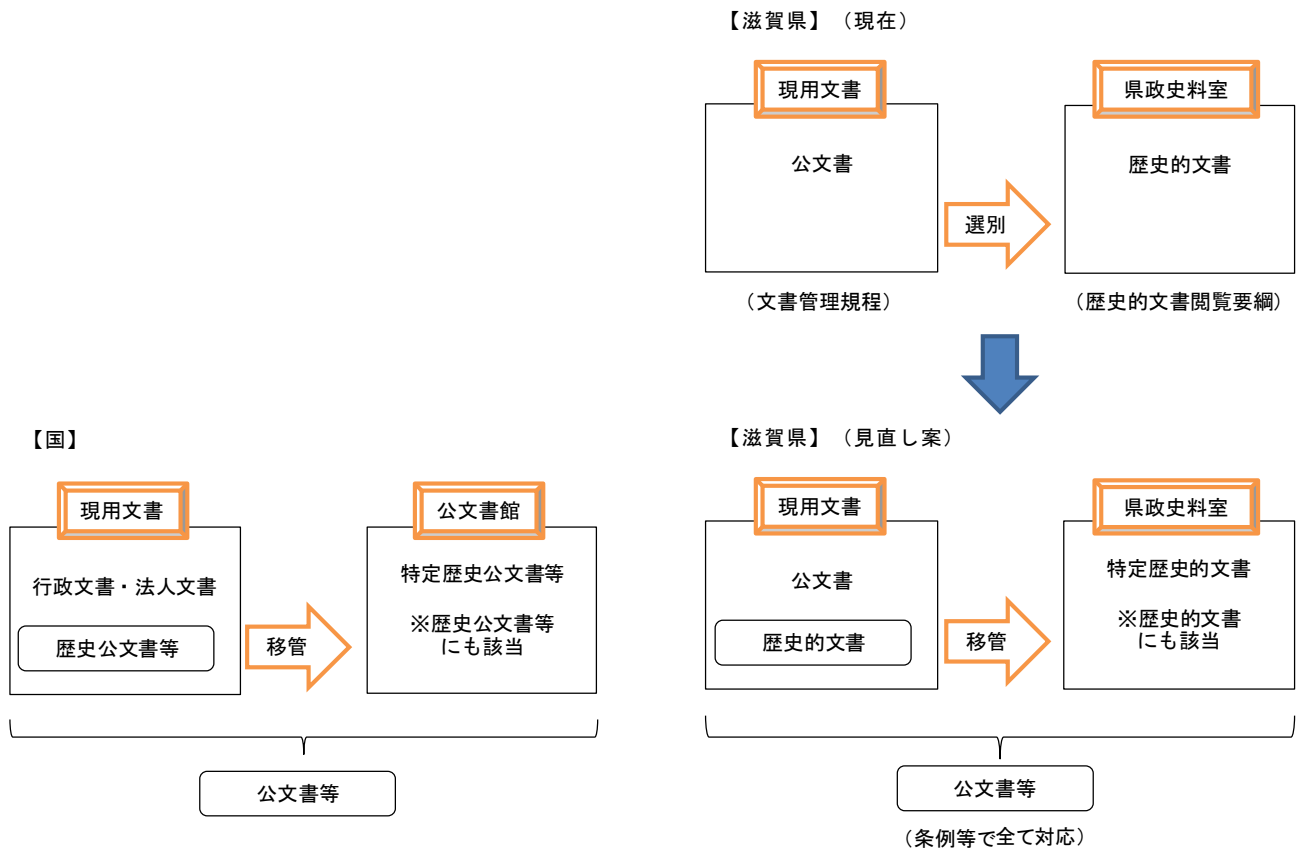 【滋賀県】（現在）
現用文書
県政史料室
公文書
歴史的文書
選別
（文書管理規程）
（歴史的文書閲覧要綱）
【国】
現用文書
公文書館
行政文書・法人文書
歴史公文書等
移管
特定歴史公文書等
※歴史公文書等
にも該当
公文書等
【滋賀県】（見直し案）
現用文書
県政史料室
公文書
歴史的文書
移管
特定歴史的文書
※歴史的文書
にも該当
公文書等
（条例等で全て対応）